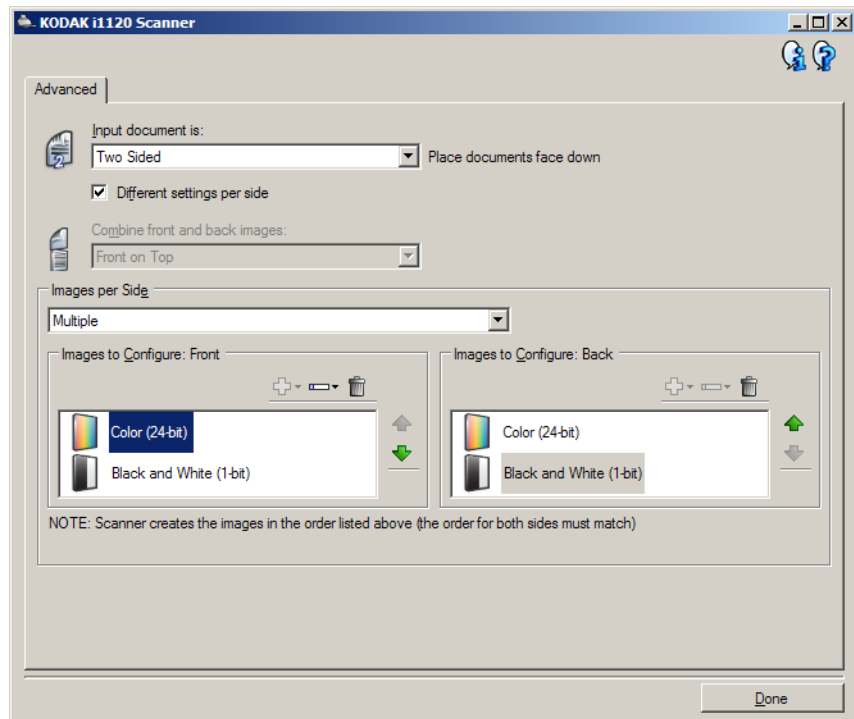 KODAK i1120 Scanner
Advanced
Input document is:
2
Two Sided
Place documents face down
Different settings per side
Combine front and back images:
Front on Top
Images per Side
Multiple
Images to Configure: Front
Images to Configure: Back
Color (24-bit)
Black and White (1-bit)
Color (24-bit)
Black and White (1-bit)
NOTE: Scanner creates the images in the order listed above (the order for both sides must match)
Done